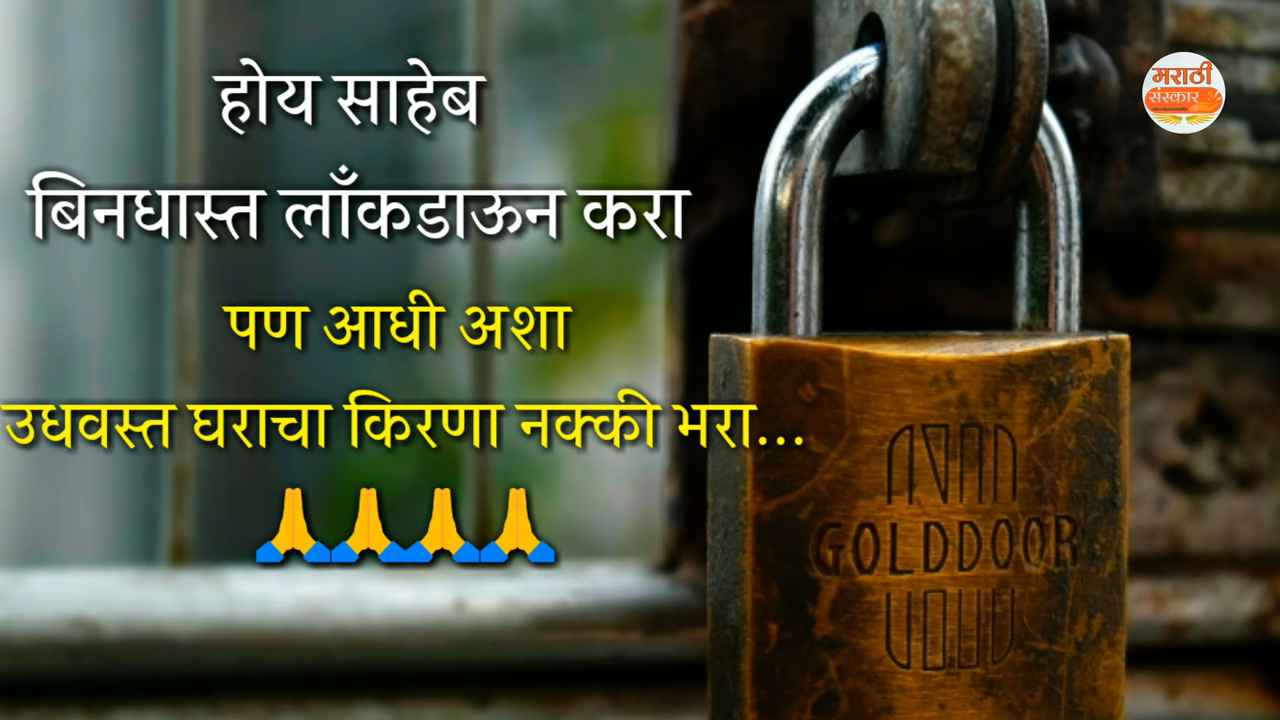 होय साहेब
बिनधास्त लाँकडाऊन करा
पण आधी अशा
उधवस्त घराचा किरणा नक्की भरा...
🙏🙏🙏🙏
मराठी
संस्कार
GOLDDOOR